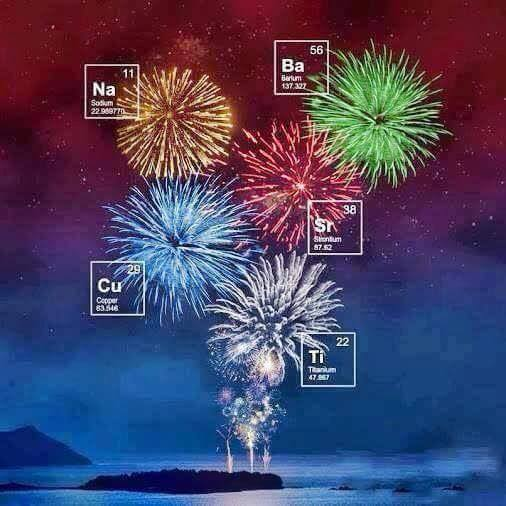 11
Na
Sodium
22.989770
56
Ba
Barium
137.327
38
Sr
Strontium
87.62
29
Cu
Copper
63.546
22
Ti
Titanium
47.867